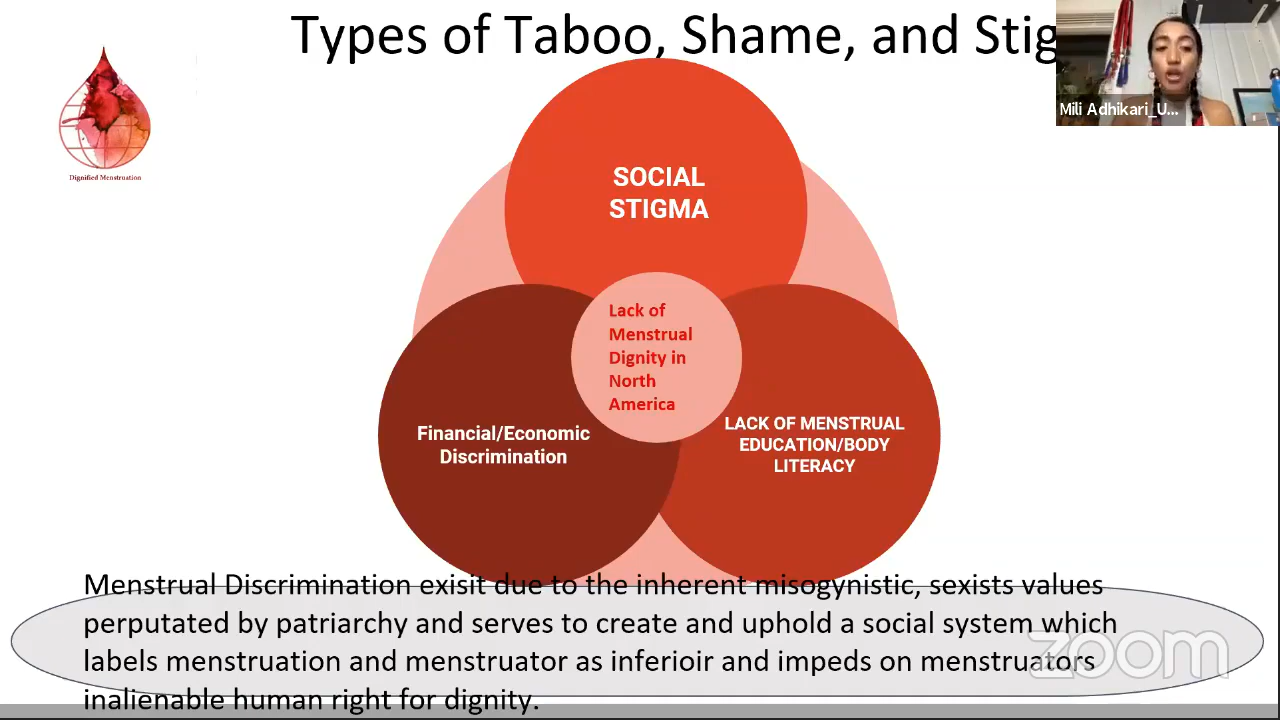 Types of Taboo, Shame, and Stig
Mili Adhikari_U...
Dignified Menstruation
SOCIAL
STIGMA
Lack of
Menstrual
Dignity in
North
America
Financial/Economic
Discrimination
LACK OF MENSTRUAL
EDUCATION/BODY
LITERACY
Menstrual Discrimination exisit due to the inherent misogynistic, sexists values
perputated by patriarchy and serves to create and uphold a social system which
labels menstruation and menstruator as inferioir and impeds on menstruators
inalienable human right for dignity.
zoom